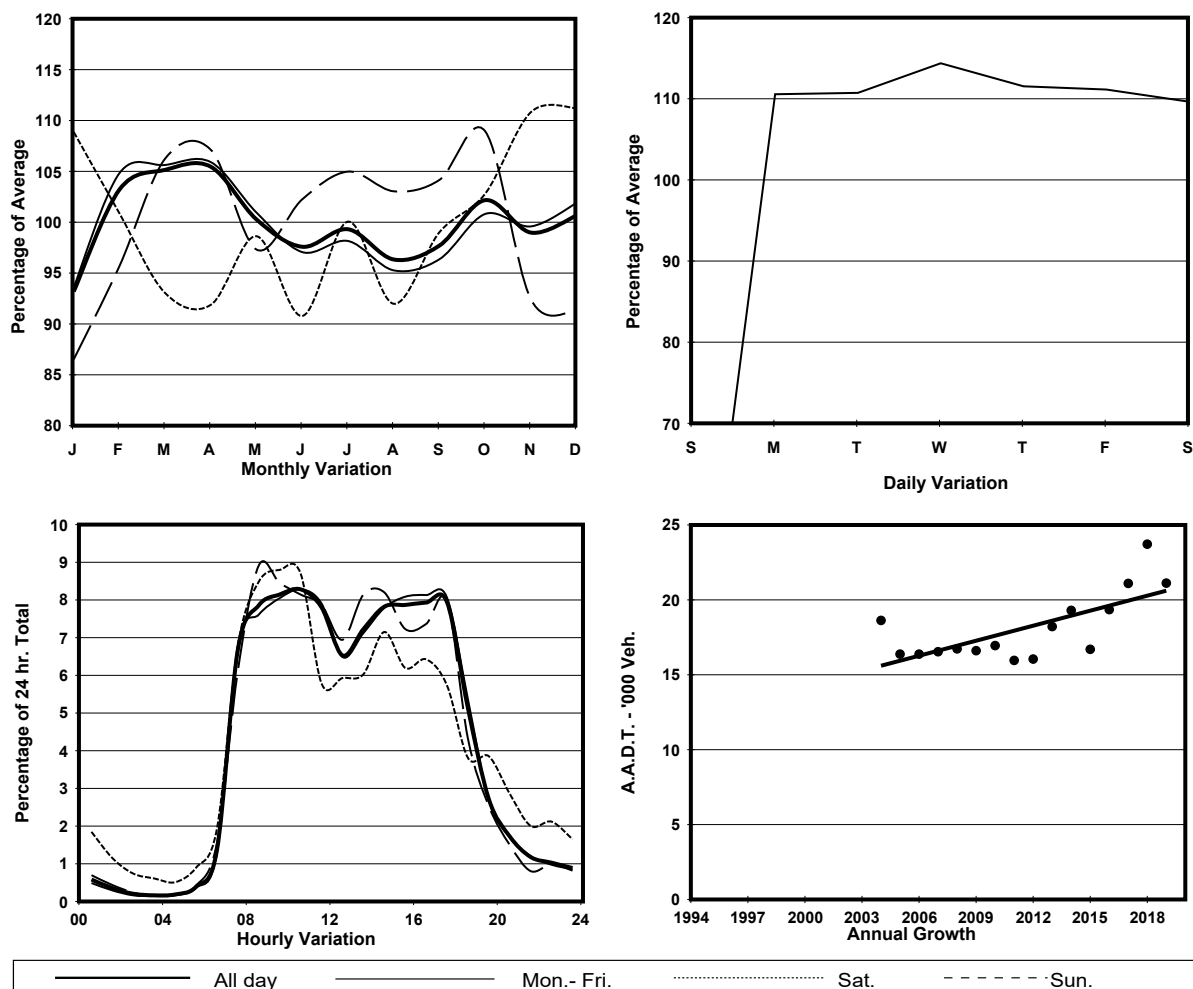 120
115
110
105
100
95
90
85
80
Percentage of Average
J F M A M J J A S O N D
Monthly Variation
120
110
100
90
80
70
Percentage of Average
S M T W T F S
Daily Variation
10
9
8
7
6
5
4
3
2
1
0
Percentage of 24 hr. Total
00 04 08 12 16 20 24
Hourly Variation
25
20
15
10
5
0
A.A.D.T. - '000 Veh.
1994 1997 2000 2003 2006 2009 2012 2015 2018
Annual Growth
All day Mon.- Fri. Sat. Sun.